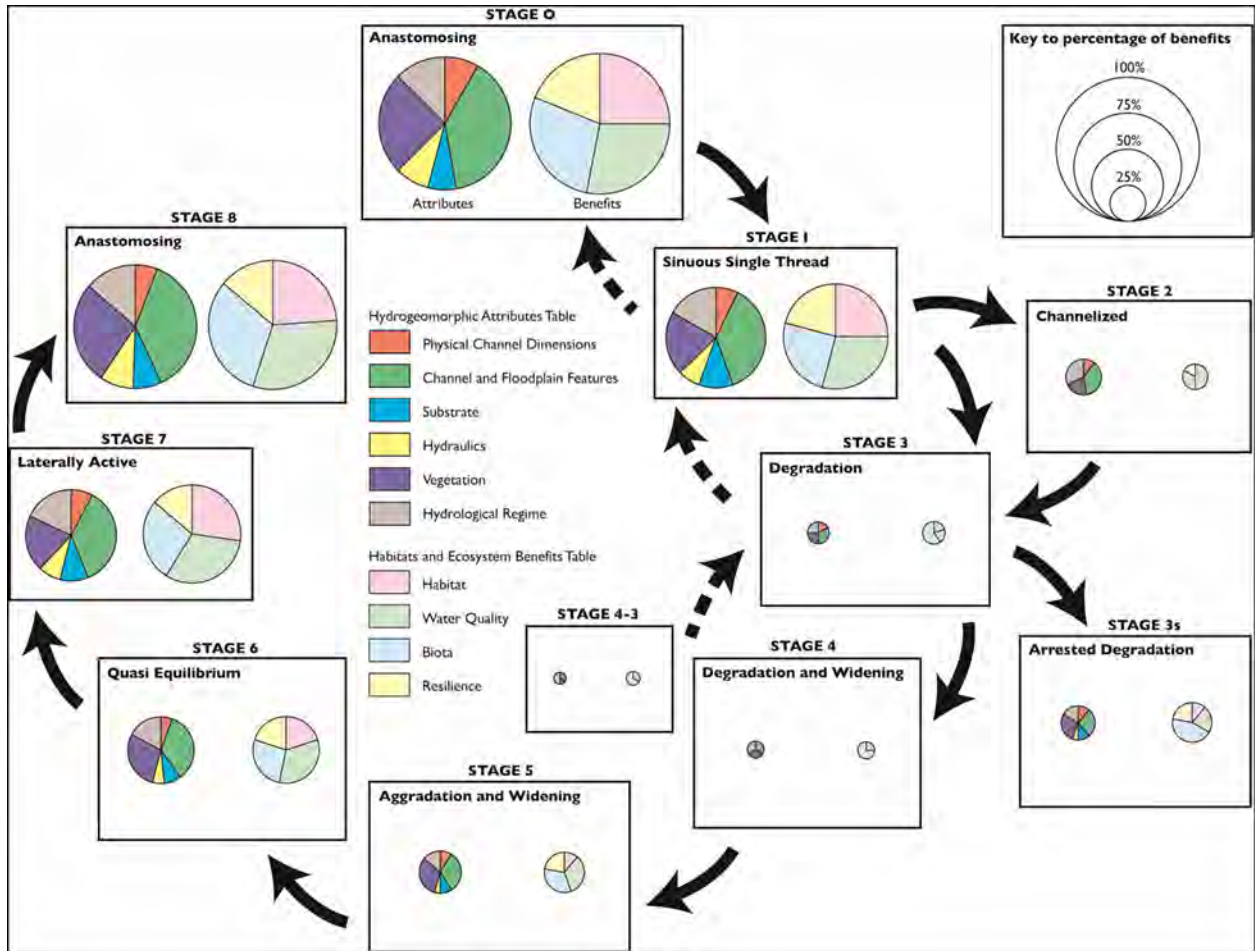 STAGE 0
Anastomosing
Attributes
Benefits
Key to percentage of benefits
100%
75%
50%
25%
STAGE 8
Anastomosing
STAGE 1
Sinuous Single Thread
STAGE 2
Channelized
Hydrogeomorphic Attributes Table
Physical Channel Dimensions
Channel and Floodplain Features
Substrate
Hydraulics
Vegetation
Hydrological Regime
Habitats and Ecosystem Benefits Table
Habitat
Water Quality
Biota
Resilience
STAGE 7
Laterally Active
STAGE 3
Degradation
STAGE 4-3
STAGE 3s
Arrested Degradation
STAGE 6
Quasi Equilibrium
STAGE 4
Degradation and Widening
STAGE 5
Aggradation and Widening